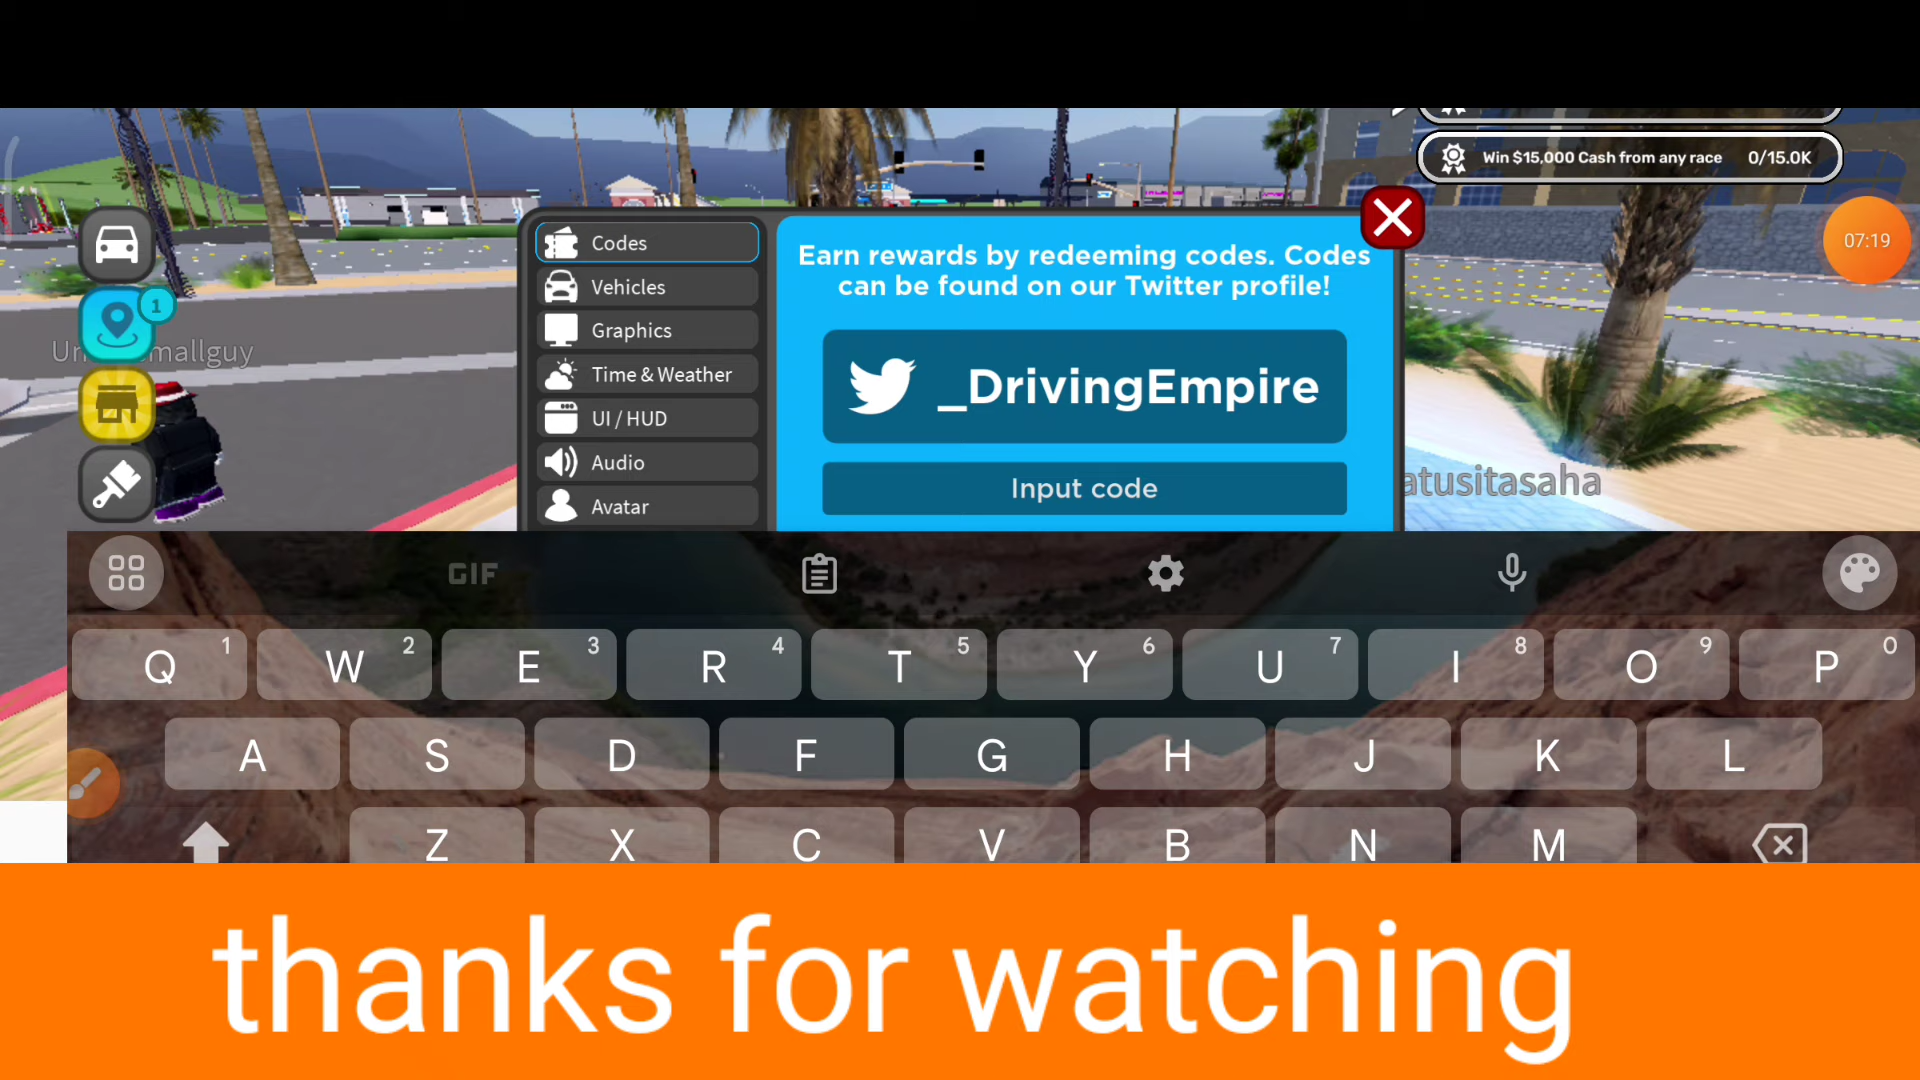 Win $15,000 Cash from any race 0/15.0K
07:19
Codes
Vehicles
Graphics
Time & Weather
UI / HUD
Audio
Avatar
Earn rewards by redeeming codes. Codes
can be found on our Twitter profile!
_DrivingEmpire
Input code
1
mallguy
atusitasaha
GIF
Q 1 W 2 E 3 R 4 T 5 Y 6 U 7 I 8 O 9 P 0
A S D F G H J K L
Z X C V B N M
thanks for watching